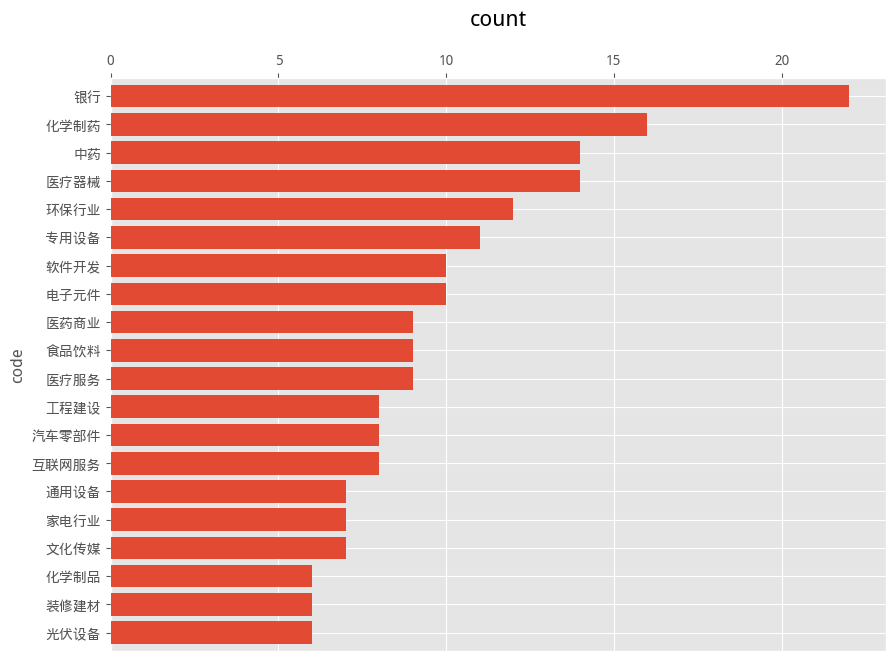 count
0 5 10 15 20
银行
化学制药
中药
医疗器械
环保行业
专用设备
软件开发
电子元件
医药商业
食品饮料
医疗服务
工程建设
汽车零部件
互联网服务
通用设备
家电行业
文化传媒
化学制品
装修建材
光伏设备
code